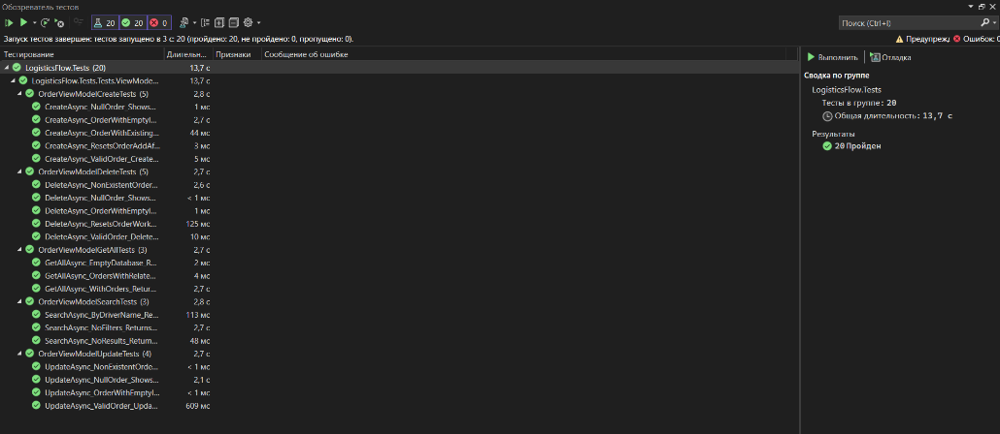 Обозреватель тестов
20 20 0
Поиск (Ctrl+I)
Запуск тестов завершен: тестов запущено в 3 с: 20 (пройдено: 20, не пройдено: 0, пропущено: 0).
Предупрежд Ошибок: 0
Тестирование Длительн... Признаки Сообщение об ошибке
LogisticsFlow.Tests (20) 13,7 с
LogisticsFlow.Tests.Tests.ViewMode... 13,7 с
OrderViewModelCreateTests (5) 2,8 с
CreateAsync_NullOrder_Shows... 1 мс
CreateAsync_OrderWithEmptyI... 2,7 с
CreateAsync_OrderWithExisting... 44 мс
CreateAsync_ResetsOrderAddAf... 3 мс
CreateAsync_ValidOrder_Create... 5 мс
OrderViewModelDeleteTests (5) 2,7 с
DeleteAsync_NonExistentOrder... 2,6 с
DeleteAsync_NullOrder_Shows... < 1 мс
DeleteAsync_OrderWithEmptyI... 1 мс
DeleteAsync_ResetsOrderWork... 125 мс
DeleteAsync_ValidOrder_Delete... 10 мс
OrderViewModelGetAllTests (3) 2,7 с
GetAllAsync_EmptyDatabase_R... 2 мс
GetAllAsync_OrdersWithRelate... 4 мс
GetAllAsync_WithOrders_Retur... 2,7 с
OrderViewModelSearchTests (3) 2,8 с
SearchAsync_ByDriverName_Re... 113 мс
SearchAsync_NoFilters_Returns... 2,7 с
SearchAsync_NoResults_Return... 48 мс
OrderViewModelUpdateTests (4) 2,7 с
UpdateAsync_NonExistentOrde... < 1 мс
UpdateAsync_NullOrder_Shows... 2,1 с
UpdateAsync_OrderWithEmptyI... < 1 мс
UpdateAsync_ValidOrder_Upda... 609 мс
Выполнить Отладка
Сводка по группе
LogisticsFlow.Tests
Тесты в группе: 20
Общая длительность: 13,7 с
Результаты
20 Пройден